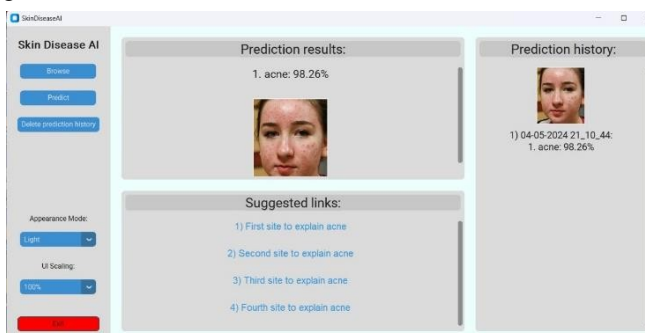 SkinDiseaseAI
Skin Disease AI
Browse
Predict
Delete prediction history
Appearance Mode:
Light
UI Scaling:
100%
Exit
Prediction results:
1. acne: 98.26%
Suggested links:
1) First site to explain acne
2) Second site to explain acne
3) Third site to explain acne
4) Fourth site to explain acne
Prediction history:
1) 04-05-2024 21_10_44:
1. acne: 98.26%